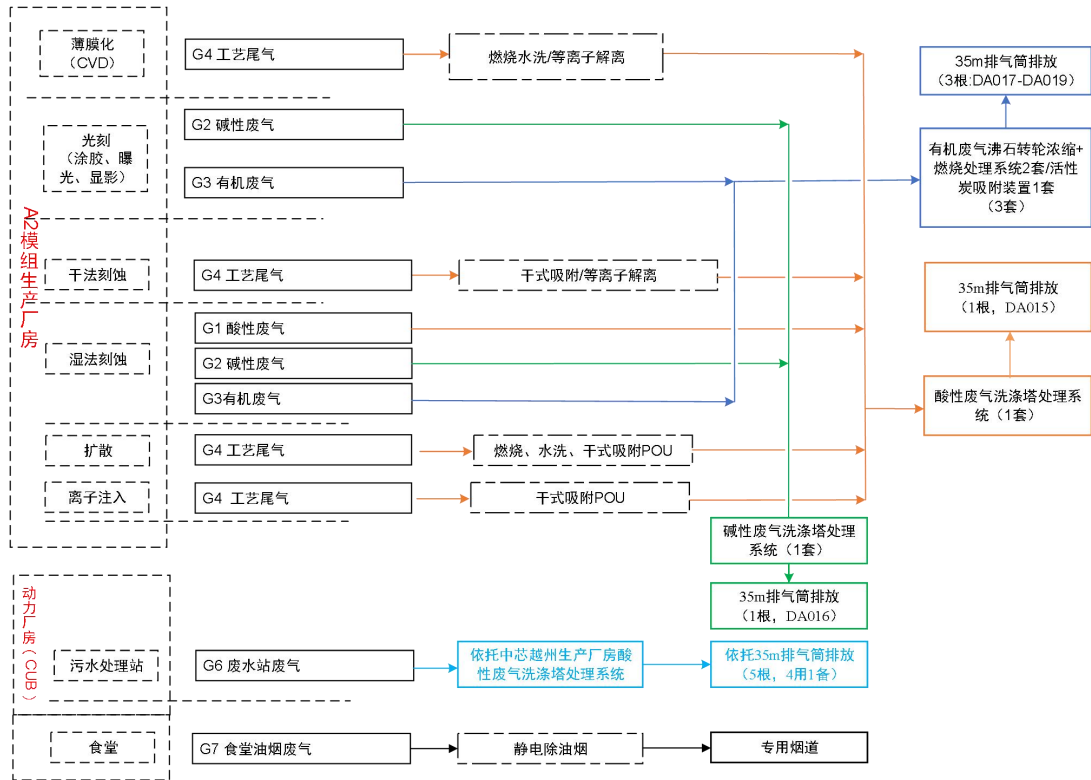 A2模组生产厂房
薄膜化
（CVD）
G4 工艺尾气
燃烧水洗/等离子解离
35m排气筒排放
（3根:DA017-DA019）
光刻
（涂胶、曝
光、显影）
G2 碱性废气
G3 有机废气
有机废气沸石转轮浓缩+
燃烧处理系统2套/活性
炭吸附装置1套
（3套）
干法刻蚀
G4 工艺尾气
干式吸附/等离子解离
35m排气筒排放
（1根，DA015）
湿法刻蚀
G1 酸性废气
G2 碱性废气
G3有机废气
酸性废气洗涤塔处理系
统（1套）
扩散
G4 工艺尾气
燃烧、水洗、干式吸附POU
离子注入
G4 工艺尾气
干式吸附POU
碱性废气洗涤塔处理
系统（1套）
35m排气筒排放
（1根，DA016）
动力厂房（CUB）
污水处理站
G6 废水站废气
依托中芯越州生产厂房酸
性废气洗涤塔处理系统
依托35m排气筒排放
（5根，4用1备）
食堂
G7 食堂油烟废气
静电除油烟
专用烟道